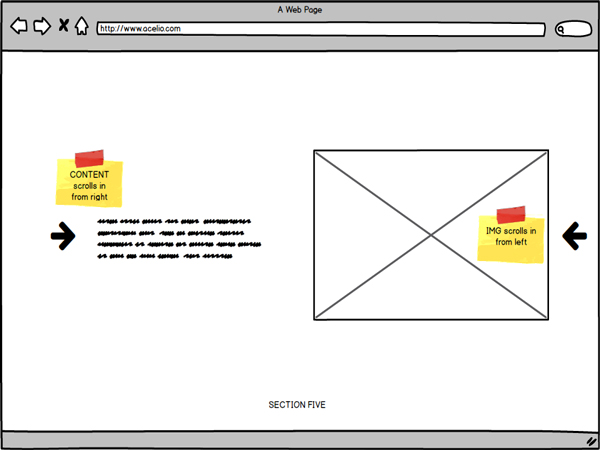 A Web Page
http://www.acelio.com
CONTENT
scrolls in
from right
IMG scrolls in
from left
SECTION FIVE